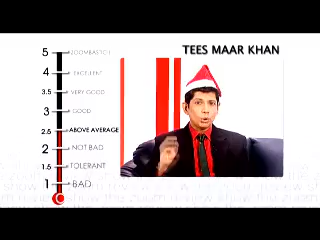 TEES MAAR KHAN
5 ZOOMBASTIC!
4 EXCELLENT
3.5 VERY GOOD
3 GOOD
2.5 ABOVE AVERAGE
2 NOT BAD
1.5 TOLERANT
1 BAD